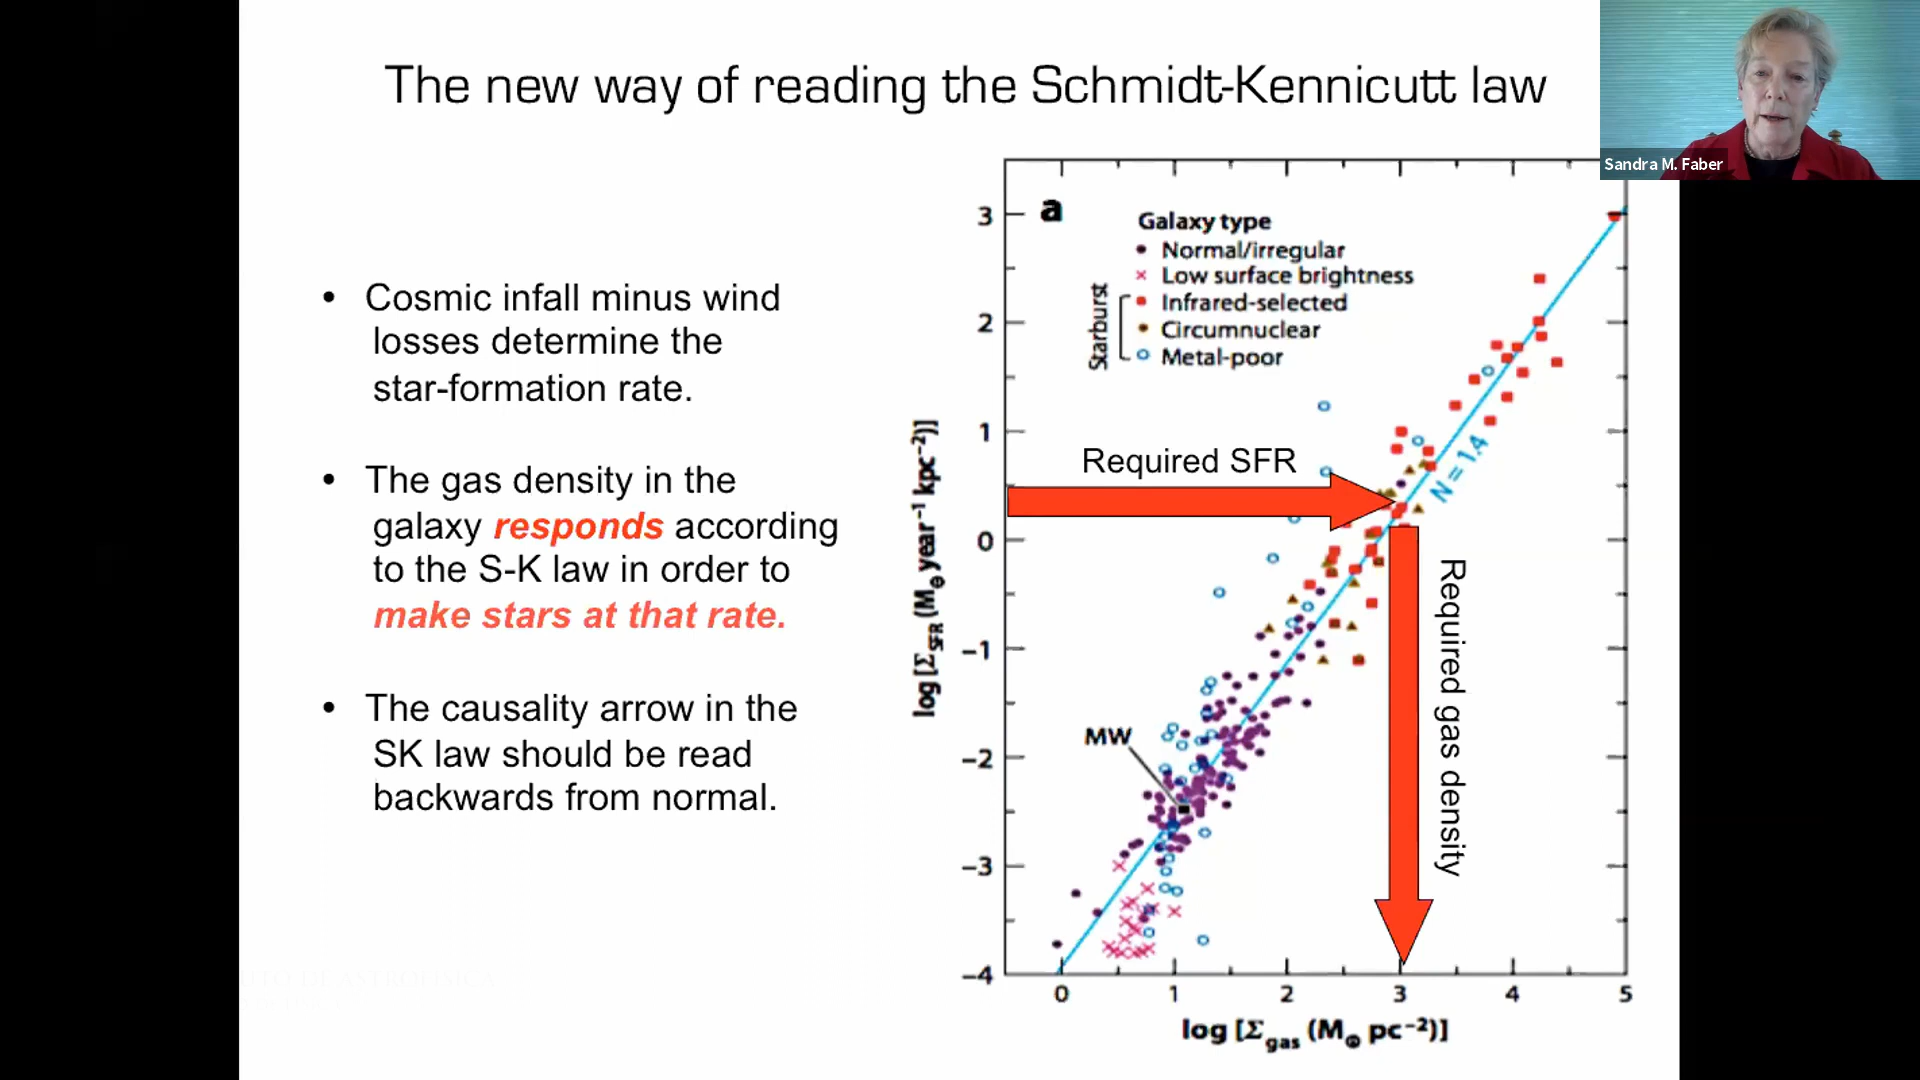 The new way of reading the Schmidt-Kennicutt law
Sandra M. Faber
• Cosmic infall minus wind
losses determine the
star-formation rate.
• The gas density in the
galaxy responds according
to the S-K law in order to
make stars at that rate.
• The causality arrow in the
SK law should be read
backwards from normal.
a
Galaxy type
Normal/irregular
Low surface brightness
Starburst
Infrared-selected
Circumnuclear
Metal-poor
Required SFR
N = 1.4
Required gas density
MW
log [Σ_SFR (M⊙ year⁻¹ kpc⁻²)]
3
2
1
0
−1
−2
−3
−4
0 1 2 3 4 5
log [Σ_gas (M⊙ pc⁻²)]